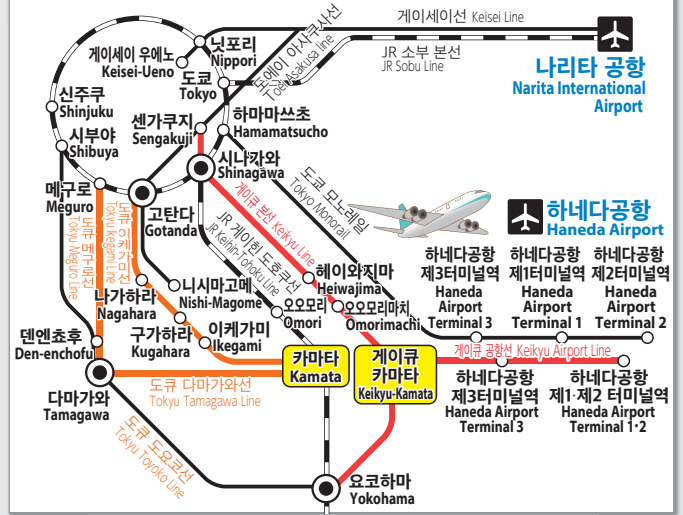 게이세이선 Keisei Line
닛포리
Nippori
게이세이 우에노
Keisei-Ueno
도에이 아사쿠사선
Toei Asakusa line
JR 소부 본선
JR Sobu Line
나리타 공항
Narita International
Airport
도쿄
Tokyo
신주쿠
Shinjuku
센가쿠지
Sengakuji
하마마쓰초
Hamamatsucho
시부야
Shibuya
시나가와
Shinagawa
도쿄 모노레일
Tokyo Monorail
메구로
Meguro
고탄다
Gotanda
하네다공항
Haneda Airport
도큐 메구로선
Tokyu Meguro Line
도큐 이케가미선
Tokyu Ikegami Line
JR 게이힌 도호쿠선
JR Keihin-Tohoku Line
게이큐 본선 Keikyu Line
하네다공항
제3터미널역
Haneda
Airport
Terminal 3
하네다공항
제1터미널역
Haneda
Airport
Terminal 1
하네다공항
제2터미널역
Haneda
Airport
Terminal 2
헤이와지마
Heiwajima
니시마고메
Nishi-Magome
나가하라
Nagahara
오오모리
Omori
오오모리마치
Omorimachi
구가하라
Kugahara
이케가미
Ikegami
덴엔쵸후
Den-enchofu
카마타
Kamata
게이큐
카마타
Keikyu-Kamata
게이큐 공항선 Keikyu Airport Line
하네다공항
제3터미널역
Haneda Airport
Terminal 3
하네다공항
제1·제2 터미널역
Haneda Airport
Terminal 1·2
다마가와
Tamagawa
도큐 다마가와선
Tokyu Tamagawa Line
도큐 도요코선
Tokyu Toyoko Line
요코하마
Yokohama